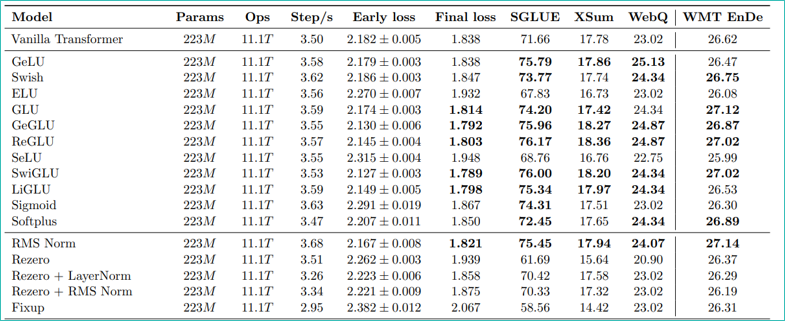 Model Params Ops Step/s Early loss Final loss SGLUE XSum WebQ WMT EnDe
Vanilla Transformer 223M 11.1T 3.50 2.182 ± 0.005 1.838 71.66 17.78 23.02 26.62
GeLU 223M 11.1T 3.58 2.179 ± 0.003 1.838 75.79 17.86 25.13 26.47
Swish 223M 11.1T 3.62 2.186 ± 0.003 1.847 73.77 17.74 24.34 26.75
ELU 223M 11.1T 3.56 2.270 ± 0.007 1.932 67.83 16.73 23.02 26.08
GLU 223M 11.1T 3.59 2.174 ± 0.003 1.814 74.20 17.42 24.34 27.12
GeGLU 223M 11.1T 3.55 2.130 ± 0.006 1.792 75.96 18.27 24.87 26.87
ReGLU 223M 11.1T 3.57 2.145 ± 0.004 1.803 76.17 18.36 24.87 27.02
SeLU 223M 11.1T 3.55 2.315 ± 0.004 1.948 68.76 16.76 22.75 25.99
SwiGLU 223M 11.1T 3.53 2.127 ± 0.003 1.789 76.00 18.20 24.34 27.02
LiGLU 223M 11.1T 3.59 2.149 ± 0.005 1.798 75.34 17.97 24.34 26.53
Sigmoid 223M 11.1T 3.63 2.291 ± 0.019 1.867 74.31 17.51 23.02 26.30
Softplus 223M 11.1T 3.47 2.207 ± 0.011 1.850 72.45 17.65 24.34 26.89
RMS Norm 223M 11.1T 3.68 2.167 ± 0.008 1.821 75.45 17.94 24.07 27.14
Rezero 223M 11.1T 3.51 2.262 ± 0.003 1.939 61.69 15.64 20.90 26.37
Rezero + LayerNorm 223M 11.1T 3.26 2.223 ± 0.006 1.858 70.42 17.58 23.02 26.29
Rezero + RMS Norm 223M 11.1T 3.34 2.221 ± 0.009 1.875 70.33 17.32 23.02 26.19
Fixup 223M 11.1T 2.95 2.382 ± 0.012 2.067 58.56 14.42 23.02 26.31